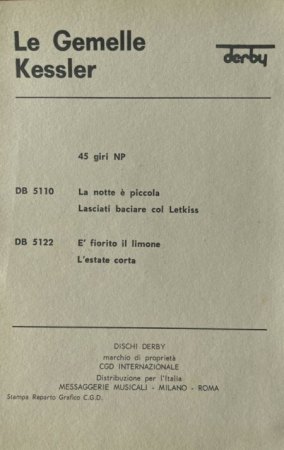 Le Gemelle
Kessler
derby
45 giri NP
DB 5110 La notte è piccola
Lasciati baciare col Letkiss
DB 5122 E' fiorito il limone
L'estate corta
DISCHI DERBY
marchio di proprietà
CGD INTERNAZIONALE
Distribuzione per l'Italia
MESSAGGERIE MUSICALI - MILANO - ROMA
Stampa Reparto Grafico C.G.D.